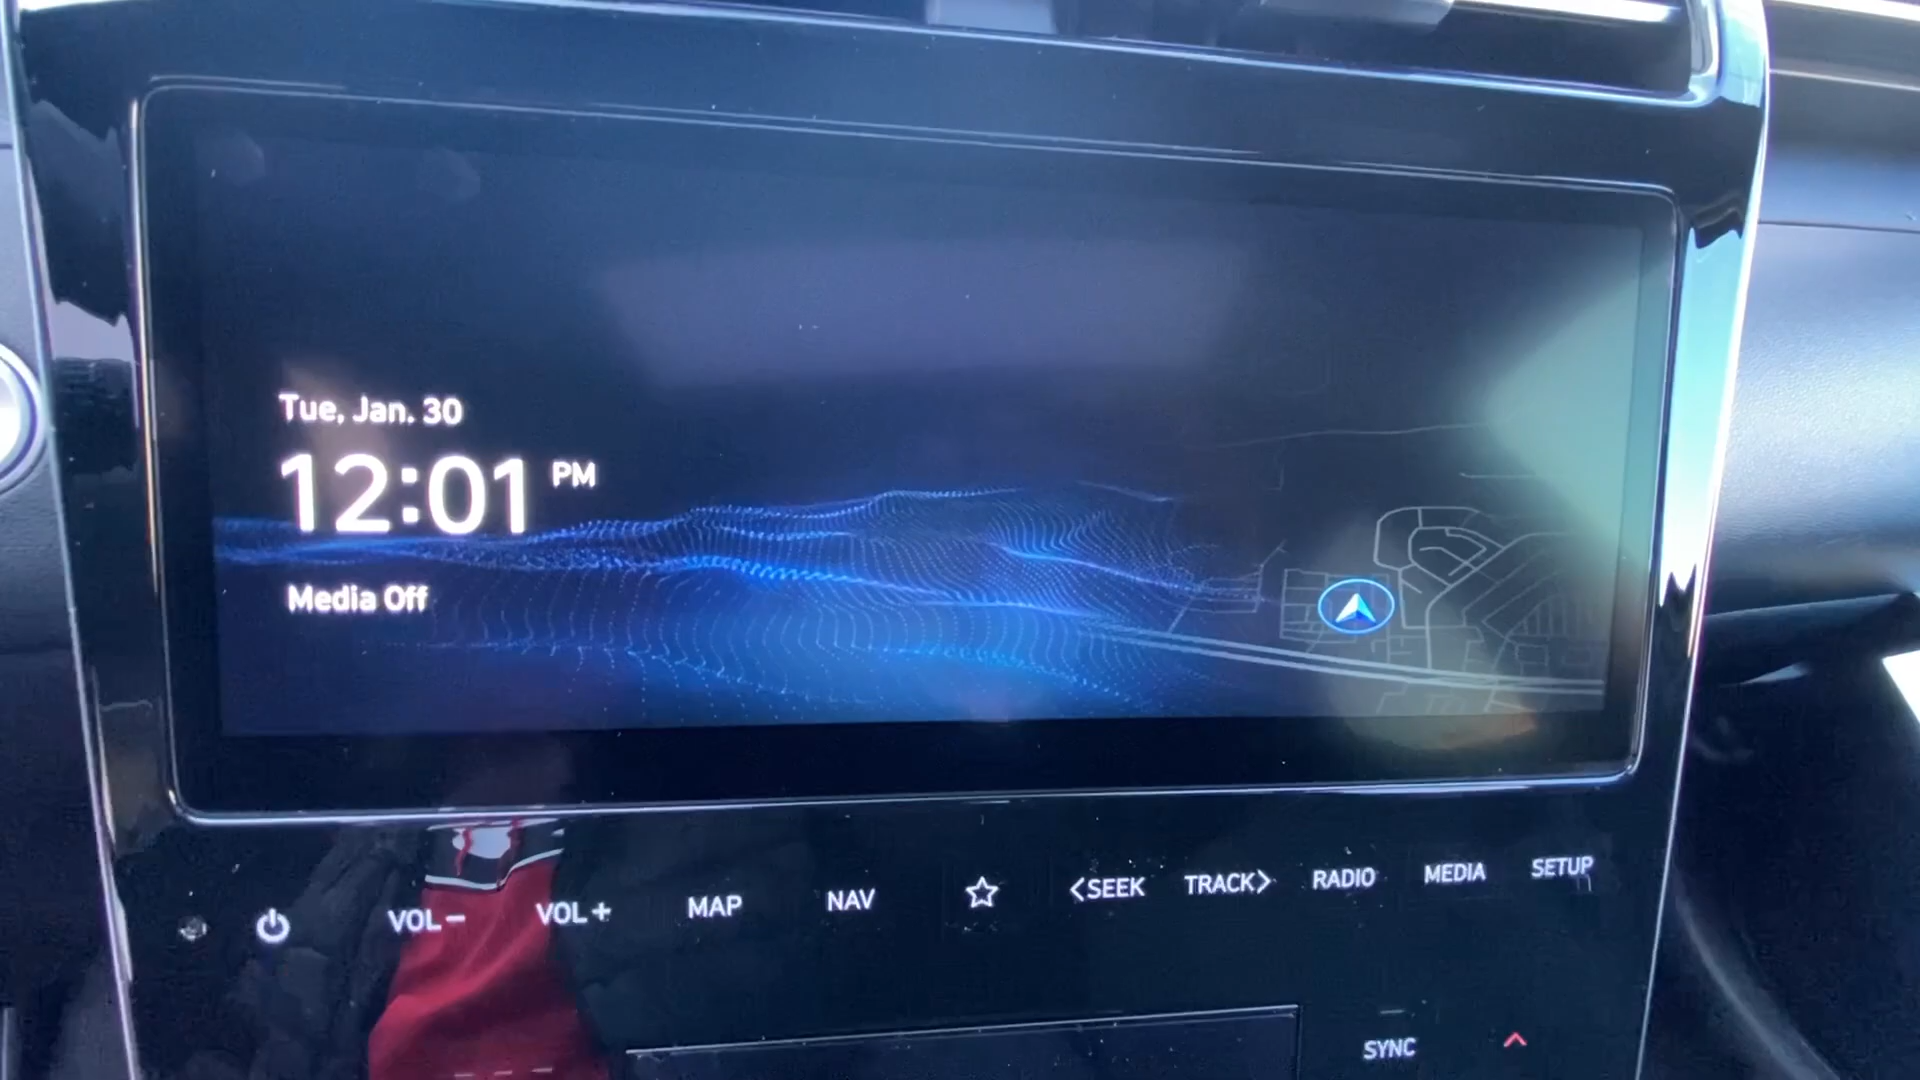 Tue, Jan. 30
12:01 PM
Media Off
VOL− VOL+ MAP NAV <SEEK TRACK> RADIO MEDIA SETUP
SYNC